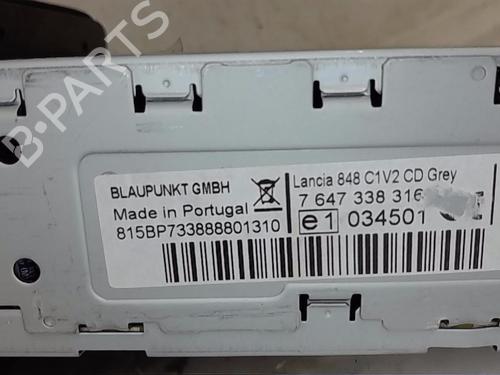 B-PARTS
BLAUPUNKT GMBH
Made in Portugal
815BP733888801310
Lancia 848 C1V2 CD Grey
7 647 338 316
e1 034501